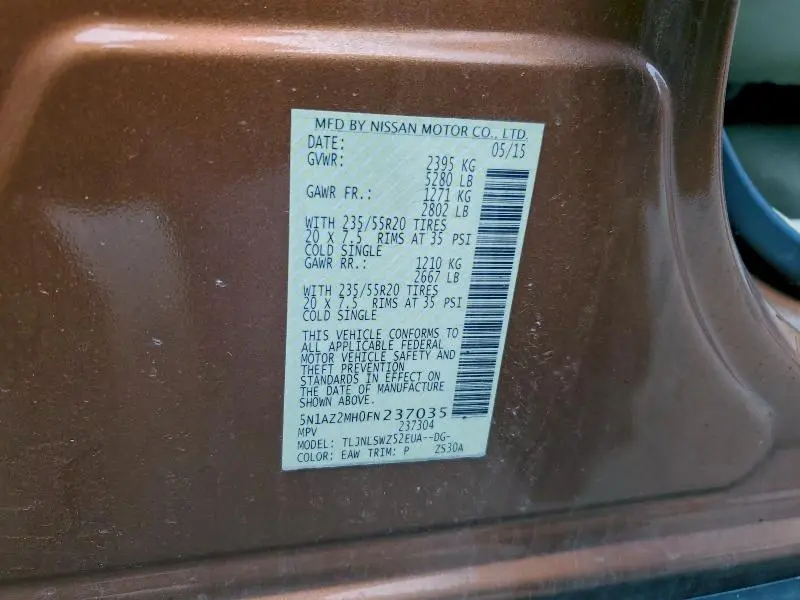 MFD BY NISSAN MOTOR CO., LTD.
DATE: 05/15
GVWR: 2395 KG
5280 LB
GAWR FR.: 1271 KG
2802 LB
WITH 235/55R20 TIRES
20 X 7.5 RIMS AT 35 PSI
COLD SINGLE
GAWR RR.: 1210 KG
2667 LB
WITH 235/55R20 TIRES
20 X 7.5 RIMS AT 35 PSI
COLD SINGLE
THIS VEHICLE CONFORMS TO
ALL APPLICABLE FEDERAL
MOTOR VEHICLE SAFETY AND
THEFT PREVENTION
STANDARDS IN EFFECT ON
THE DATE OF MANUFACTURE
SHOWN ABOVE.
5N1AZ2MH0FN 237035
MPV 237304
MODEL: TLJNLSWZ52EUA--DG-
COLOR: EAW TRIM: P ZS30A